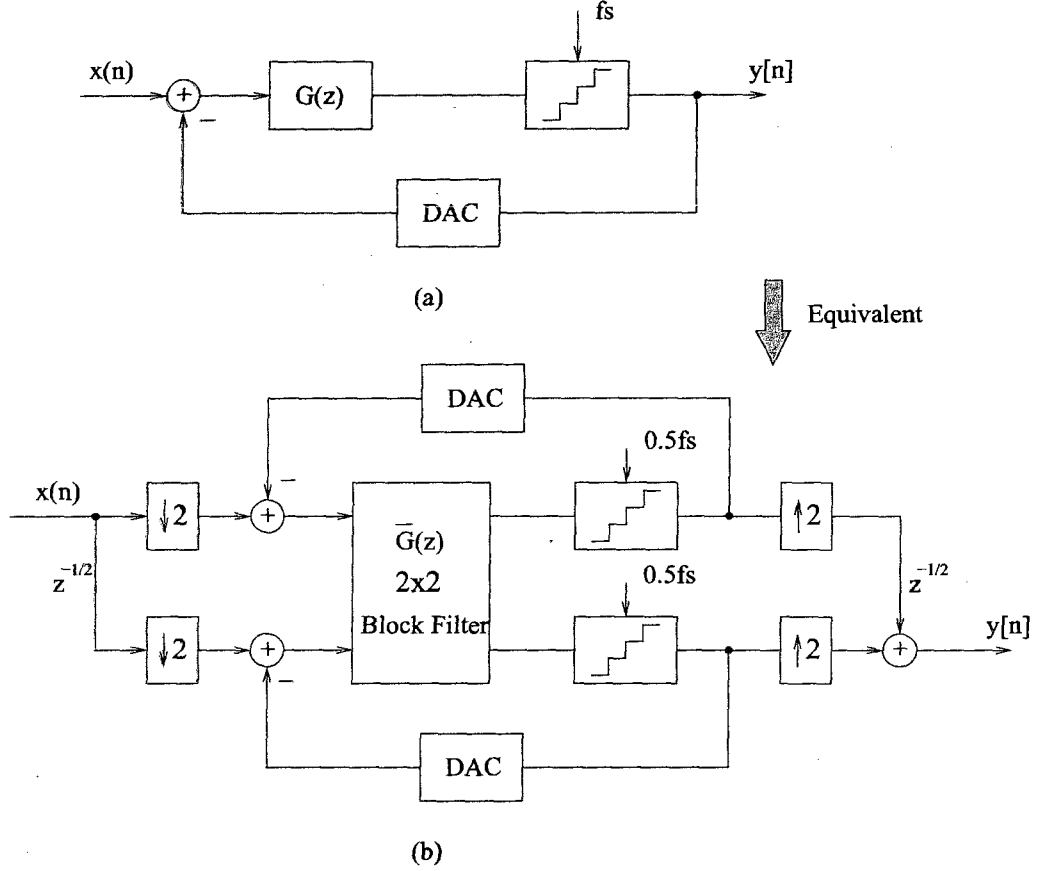 fs
x(n)
+
−
G(z)
y[n]
DAC
(a)
Equivalent
DAC
0.5fs
x(n)
↓2
−
+
G̅(z)
2x2
Block Filter
↑2
z^{-1/2}
z^{-1/2}
0.5fs
↓2
+
−
↑2
+
y[n]
DAC
(b)